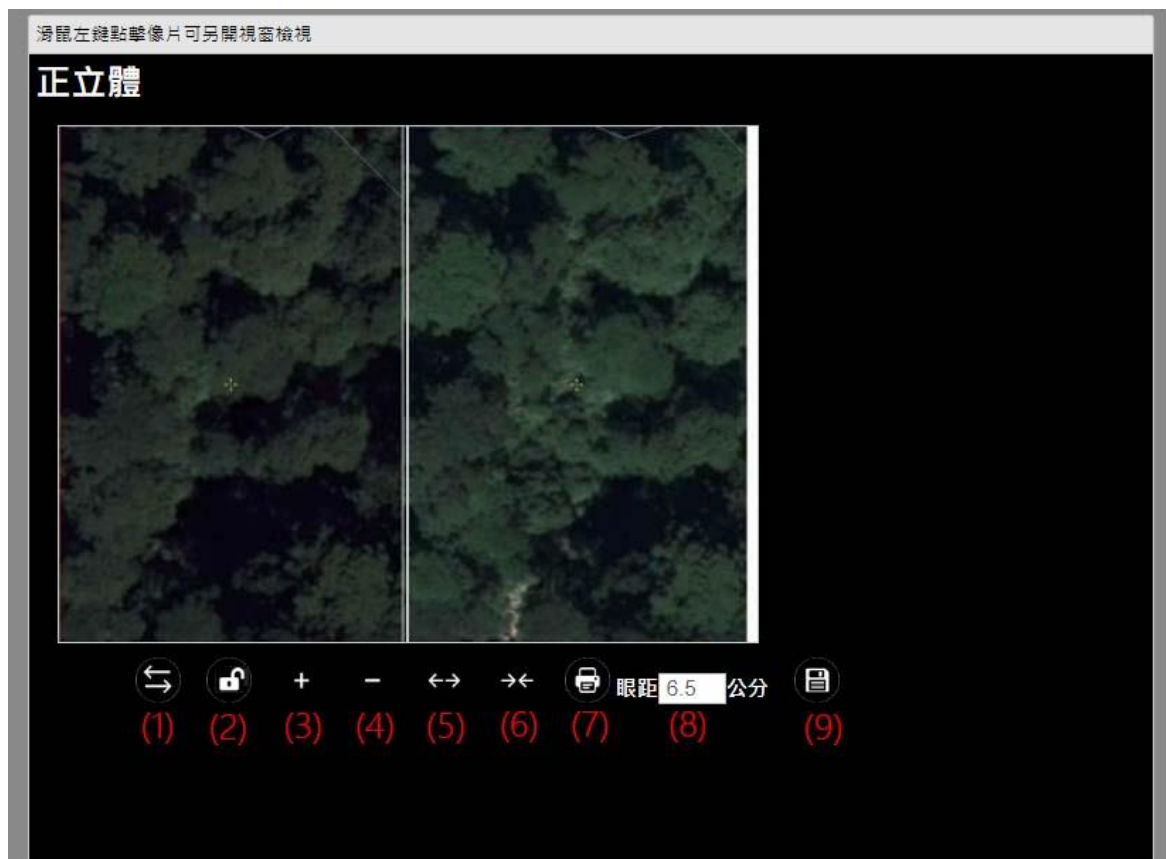 滑鼠左鍵點擊像片可另開視窗檢視
正立體
+ − ←→ →← 眼距 6.5 公分
(1) (2) (3) (4) (5) (6) (7) (8) (9)